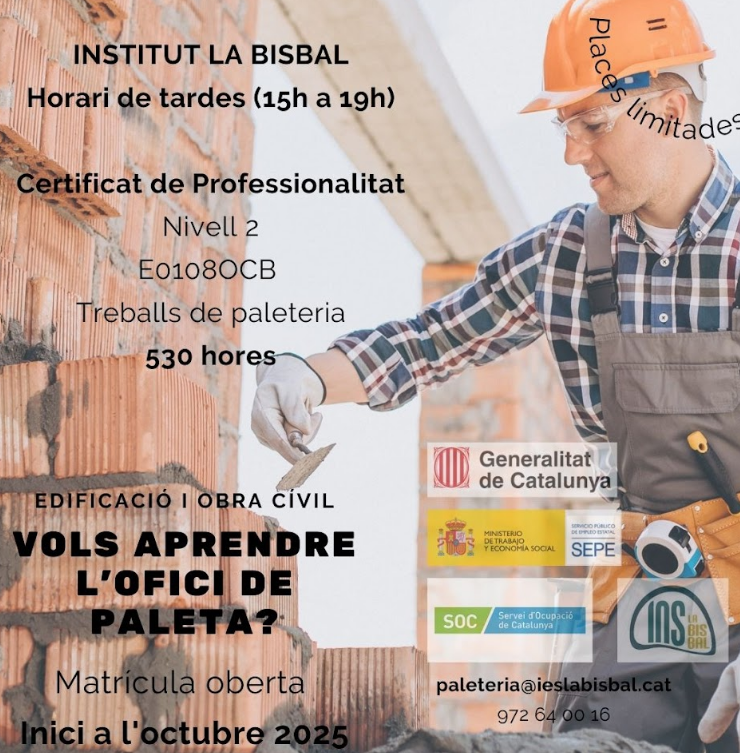 INSTITUT LA BISBAL
Horari de tardes (15h a 19h)
Places limitades
Certificat de Professionalitat
Nivell 2
E0108OCB
Treballs de paleteria
530 hores
EDIFICACIÓ I OBRA CÍVIL
VOLS APRENDRE
L'OFICI DE
PALETA?
Matrícula oberta
Inici a l'octubre 2025
Generalitat
de Catalunya
MINISTERIO
DE TRABAJO
Y ECONOMÍA SOCIAL
SERVICIO PÚBLICO
DE EMPLEO ESTATAL
SEPE
SOC
Servei d'Ocupació
de Catalunya
INS
LA
BIS
BAL
paleteria@ieslabisbal.cat
972 64 00 16